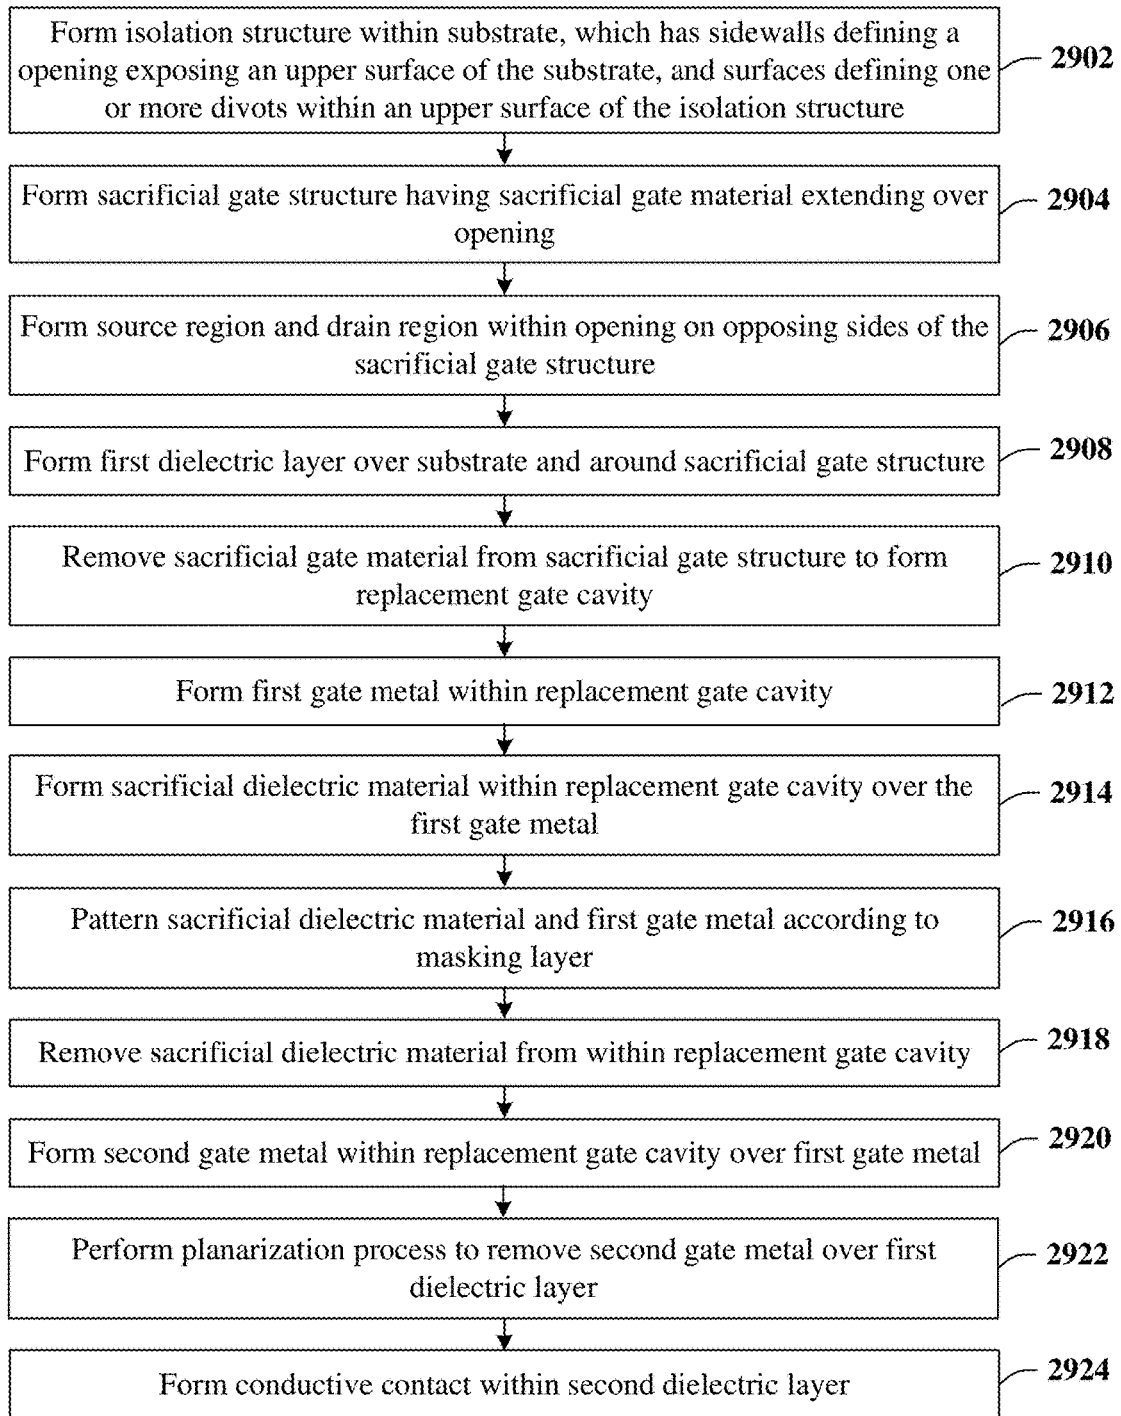 Form isolation structure within substrate, which has sidewalls defining a
opening exposing an upper surface of the substrate, and surfaces defining one
or more divots within an upper surface of the isolation structure
2902
Form sacrificial gate structure having sacrificial gate material extending over
opening
2904
Form source region and drain region within opening on opposing sides of the
sacrificial gate structure
2906
Form first dielectric layer over substrate and around sacrificial gate structure
2908
Remove sacrificial gate material from sacrificial gate structure to form
replacement gate cavity
2910
Form first gate metal within replacement gate cavity
2912
Form sacrificial dielectric material within replacement gate cavity over the
first gate metal
2914
Pattern sacrificial dielectric material and first gate metal according to
masking layer
2916
Remove sacrificial dielectric material from within replacement gate cavity
2918
Form second gate metal within replacement gate cavity over first gate metal
2920
Perform planarization process to remove second gate metal over first
dielectric layer
2922
Form conductive contact within second dielectric layer
2924